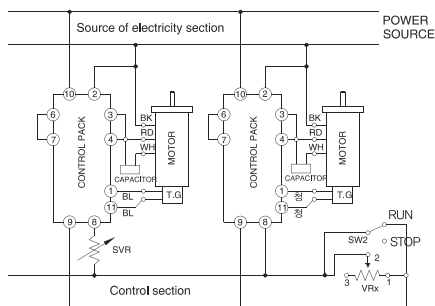 Source of electricity section
POWER
SOURCE
10
2
6
7
3
4
CONTROL PACK
BK
RD
WH
MOTOR
CAPACITOR
1
11
BL
BL
T.G
9
8
SVR
10
2
6
7
3
4
CONTROL PACK
BK
RD
WH
MOTOR
CAPACITOR
1
11
청
청
T.G
9
8
RUN
SW2
STOP
2
3
1
VRx
Control section